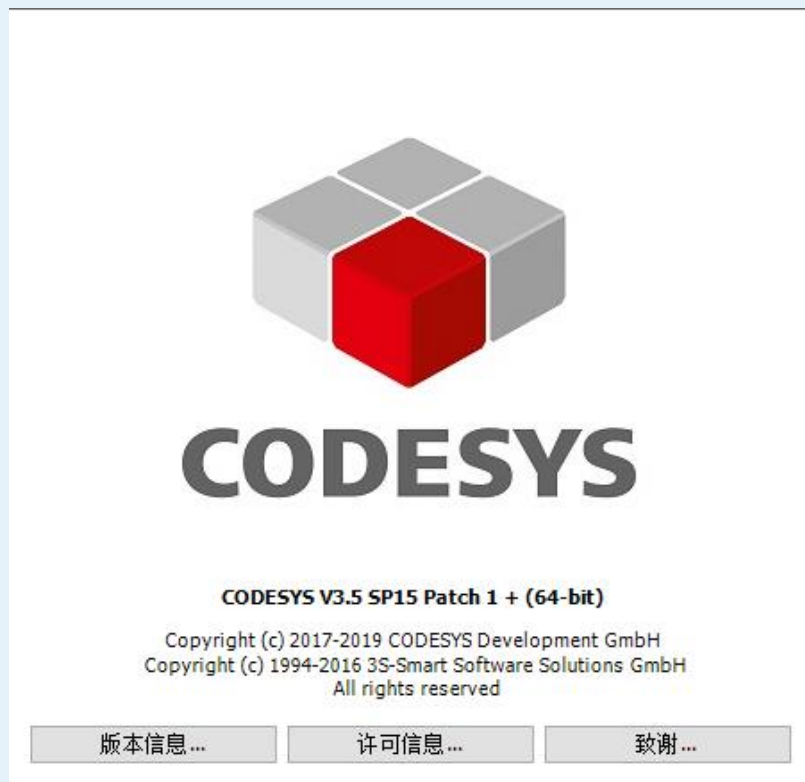 CODESYS
CODESYS V3.5 SP15 Patch 1 + (64-bit)
Copyright (c) 2017-2019 CODESYS Development GmbH
Copyright (c) 1994-2016 3S-Smart Software Solutions GmbH
All rights reserved
版本信息... 许可信息... 致谢...